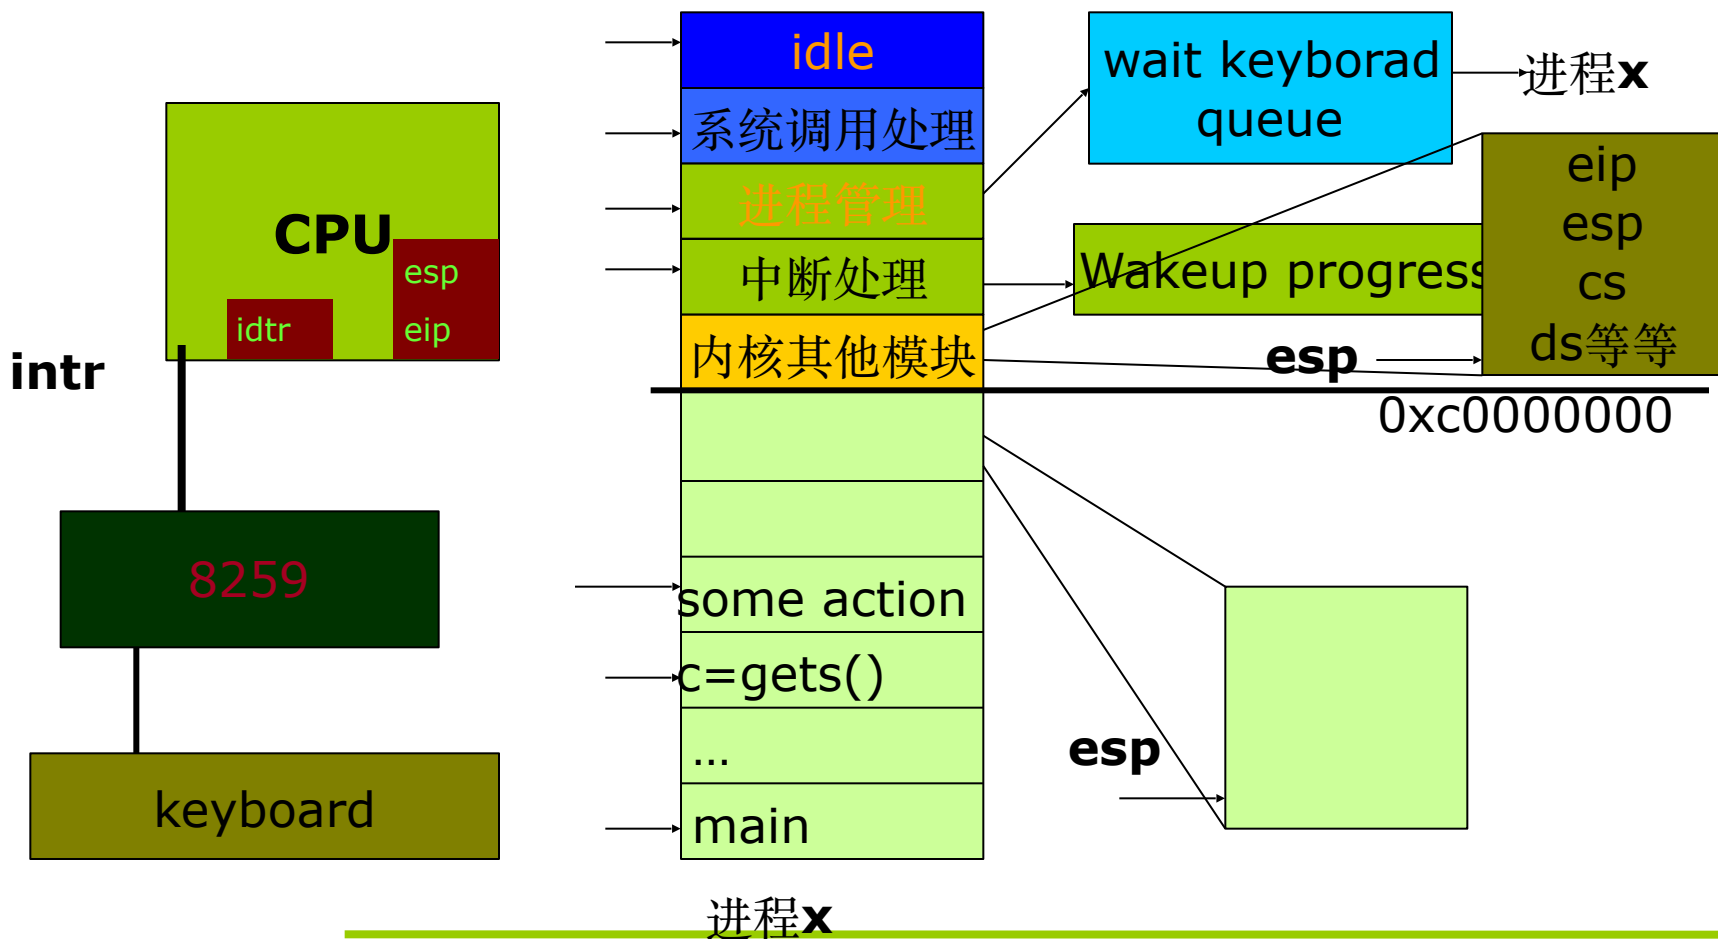 CPU
esp
idtr
eip
intr
8259
keyboard
idle
系统调用处理
进程管理
中断处理
内核其他模块
some action
c=gets()
...
main
进程x
wait keyborad
queue
进程x
Wakeup progress
eip
esp
cs
ds等等
esp
0xc0000000
esp